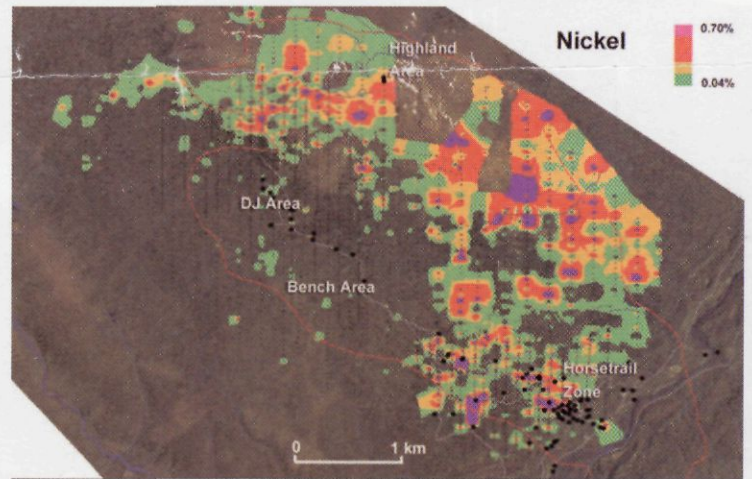 Nickel
0.70%
0.04%
Highland
Area
DJ Area
Bench Area
Horsetrail
Zone
0
1 km